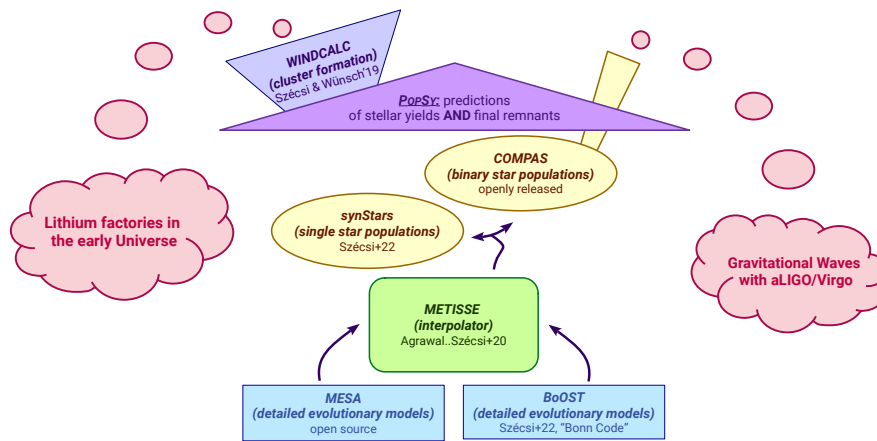 WINDCALC
(cluster formation)
Szécsi & Wünsch'19
PopSy: predictions
of stellar yields AND final remnants
COMPAS
(binary star populations)
openly released
synStars
(single star populations)
Szécsi+22
Lithium factories in
the early Universe
Gravitational Waves
with aLIGO/Virgo
METISSE
(interpolator)
Agrawal..Szécsi+20
MESA
(detailed evolutionary models)
open source
BoOST
(detailed evolutionary models)
Szécsi+22, "Bonn Code"